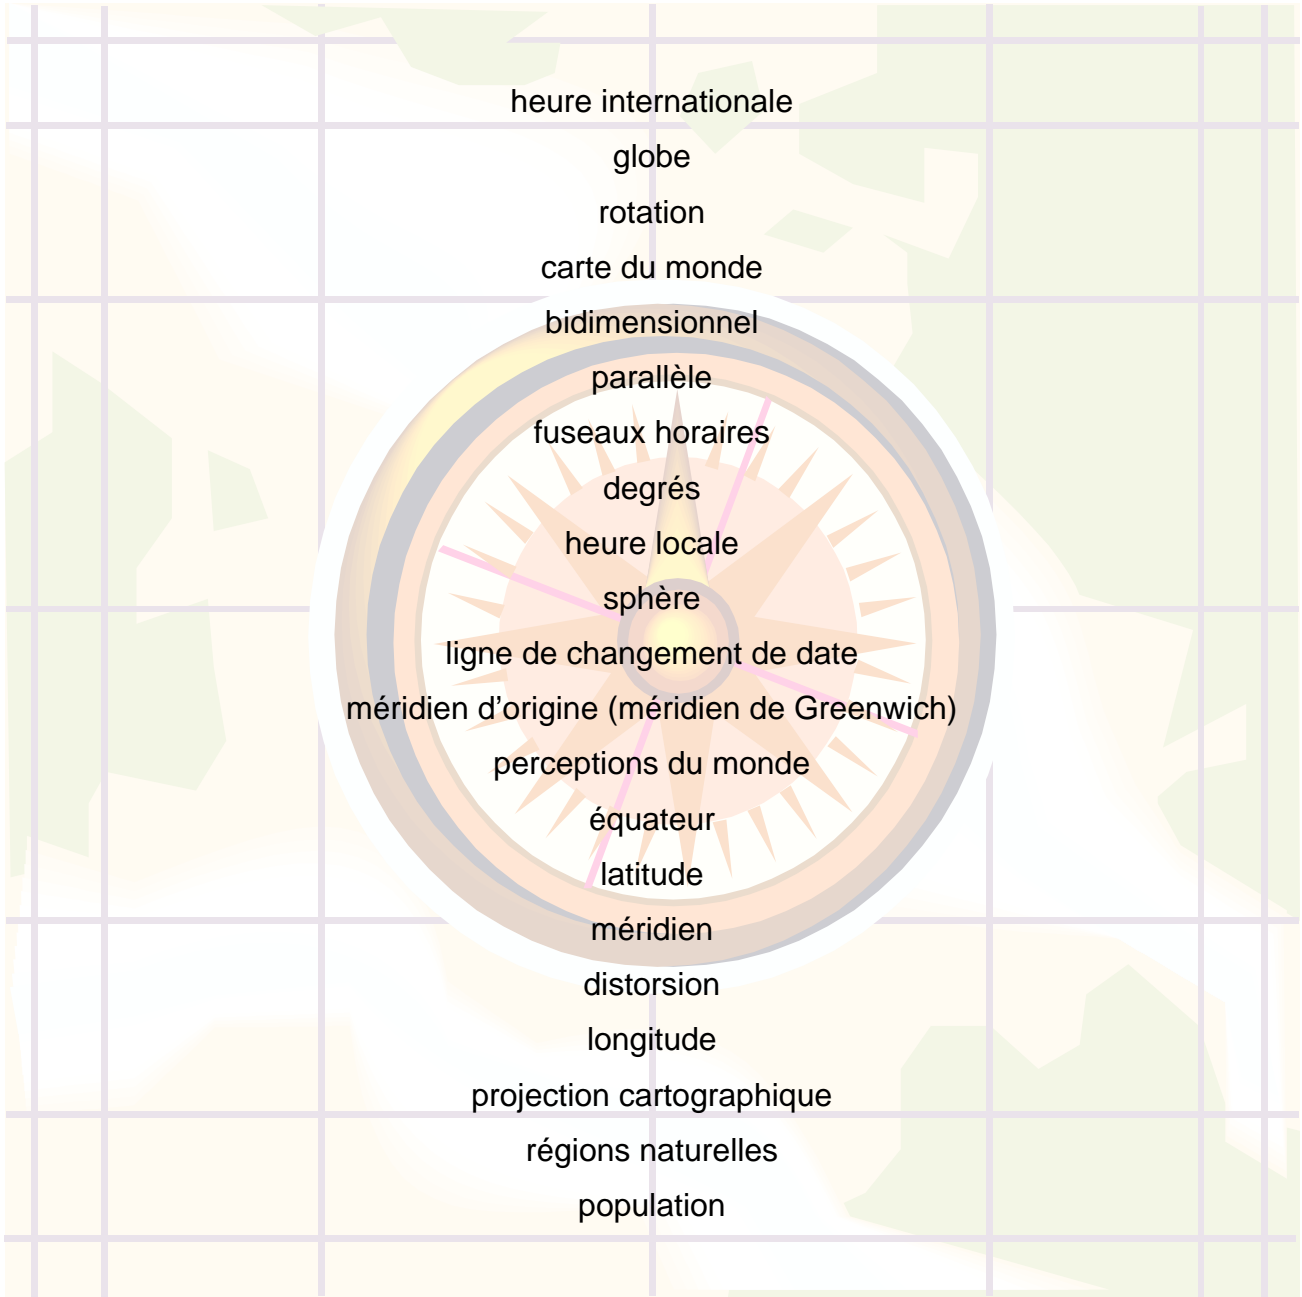 heure internationale
globe
rotation
carte du monde
bidimensionnel
parallèle
fuseaux horaires
degrés
heure locale
sphère
ligne de changement de date
méridien d’origine (méridien de Greenwich)
perceptions du monde
équateur
latitude
méridien
distorsion
longitude
projection cartographique
régions naturelles
population